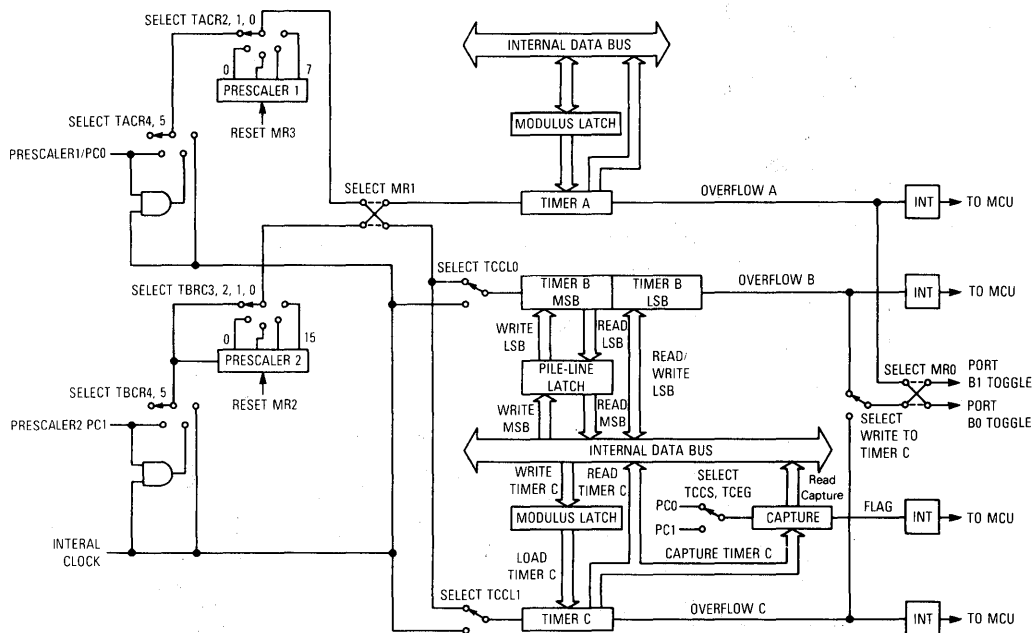 SELECT TACR2, 1, 0
0
7
PRESCALER 1
RESET MR3
SELECT TACR4, 5
PRESCALER1/PC0
INTERNAL DATA BUS
MODULUS LATCH
SELECT MR1
TIMER A
OVERFLOW A
INT
TO MCU
SELECT TBRC3, 2, 1, 0
0
15
PRESCALER 2
RESET MR2
SELECT TBCR4, 5
PRESCALER2 PC1
SELECT TCCL0
TIMER B
MSB
TIMER B
LSB
OVERFLOW B
INT
TO MCU
WRITE
LSB
READ
LSB
PILE-LINE
LATCH
READ/
WRITE
LSB
WRITE
MSB
READ
MSB
SELECT MR0
PORT
B1 TOGGLE
PORT
B0 TOGGLE
SELECT
WRITE TO
TIMER C
INTERNAL DATA BUS
WRITE
TIMER C
READ
TIMER C
SELECT
TCCS, TCEG
Read
Capture
PC0
PC1
MODULUS LATCH
CAPTURE
FLAG
INT
TO MCU
LOAD
TIMER C
CAPTURE TIMER C
INTERAL
CLOCK
SELECT TCCL1
TIMER C
OVERFLOW C
INT
TO MCU